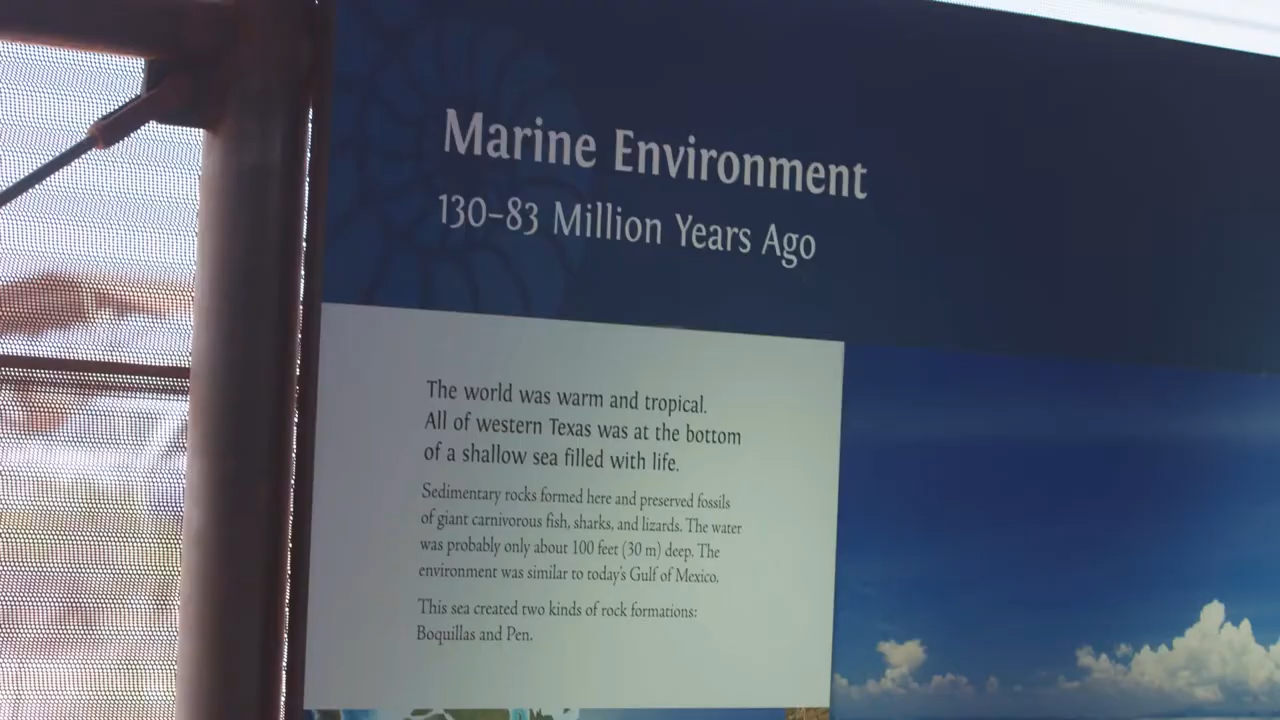 Marine Environment
130–83 Million Years Ago
The world was warm and tropical.
All of western Texas was at the bottom
of a shallow sea filled with life.
Sedimentary rocks formed here and preserved fossils
of giant carnivorous fish, sharks, and lizards. The water
was probably only about 100 feet (30 m) deep. The
environment was similar to today's Gulf of Mexico.
This sea created two kinds of rock formations:
Boquillas and Pen.